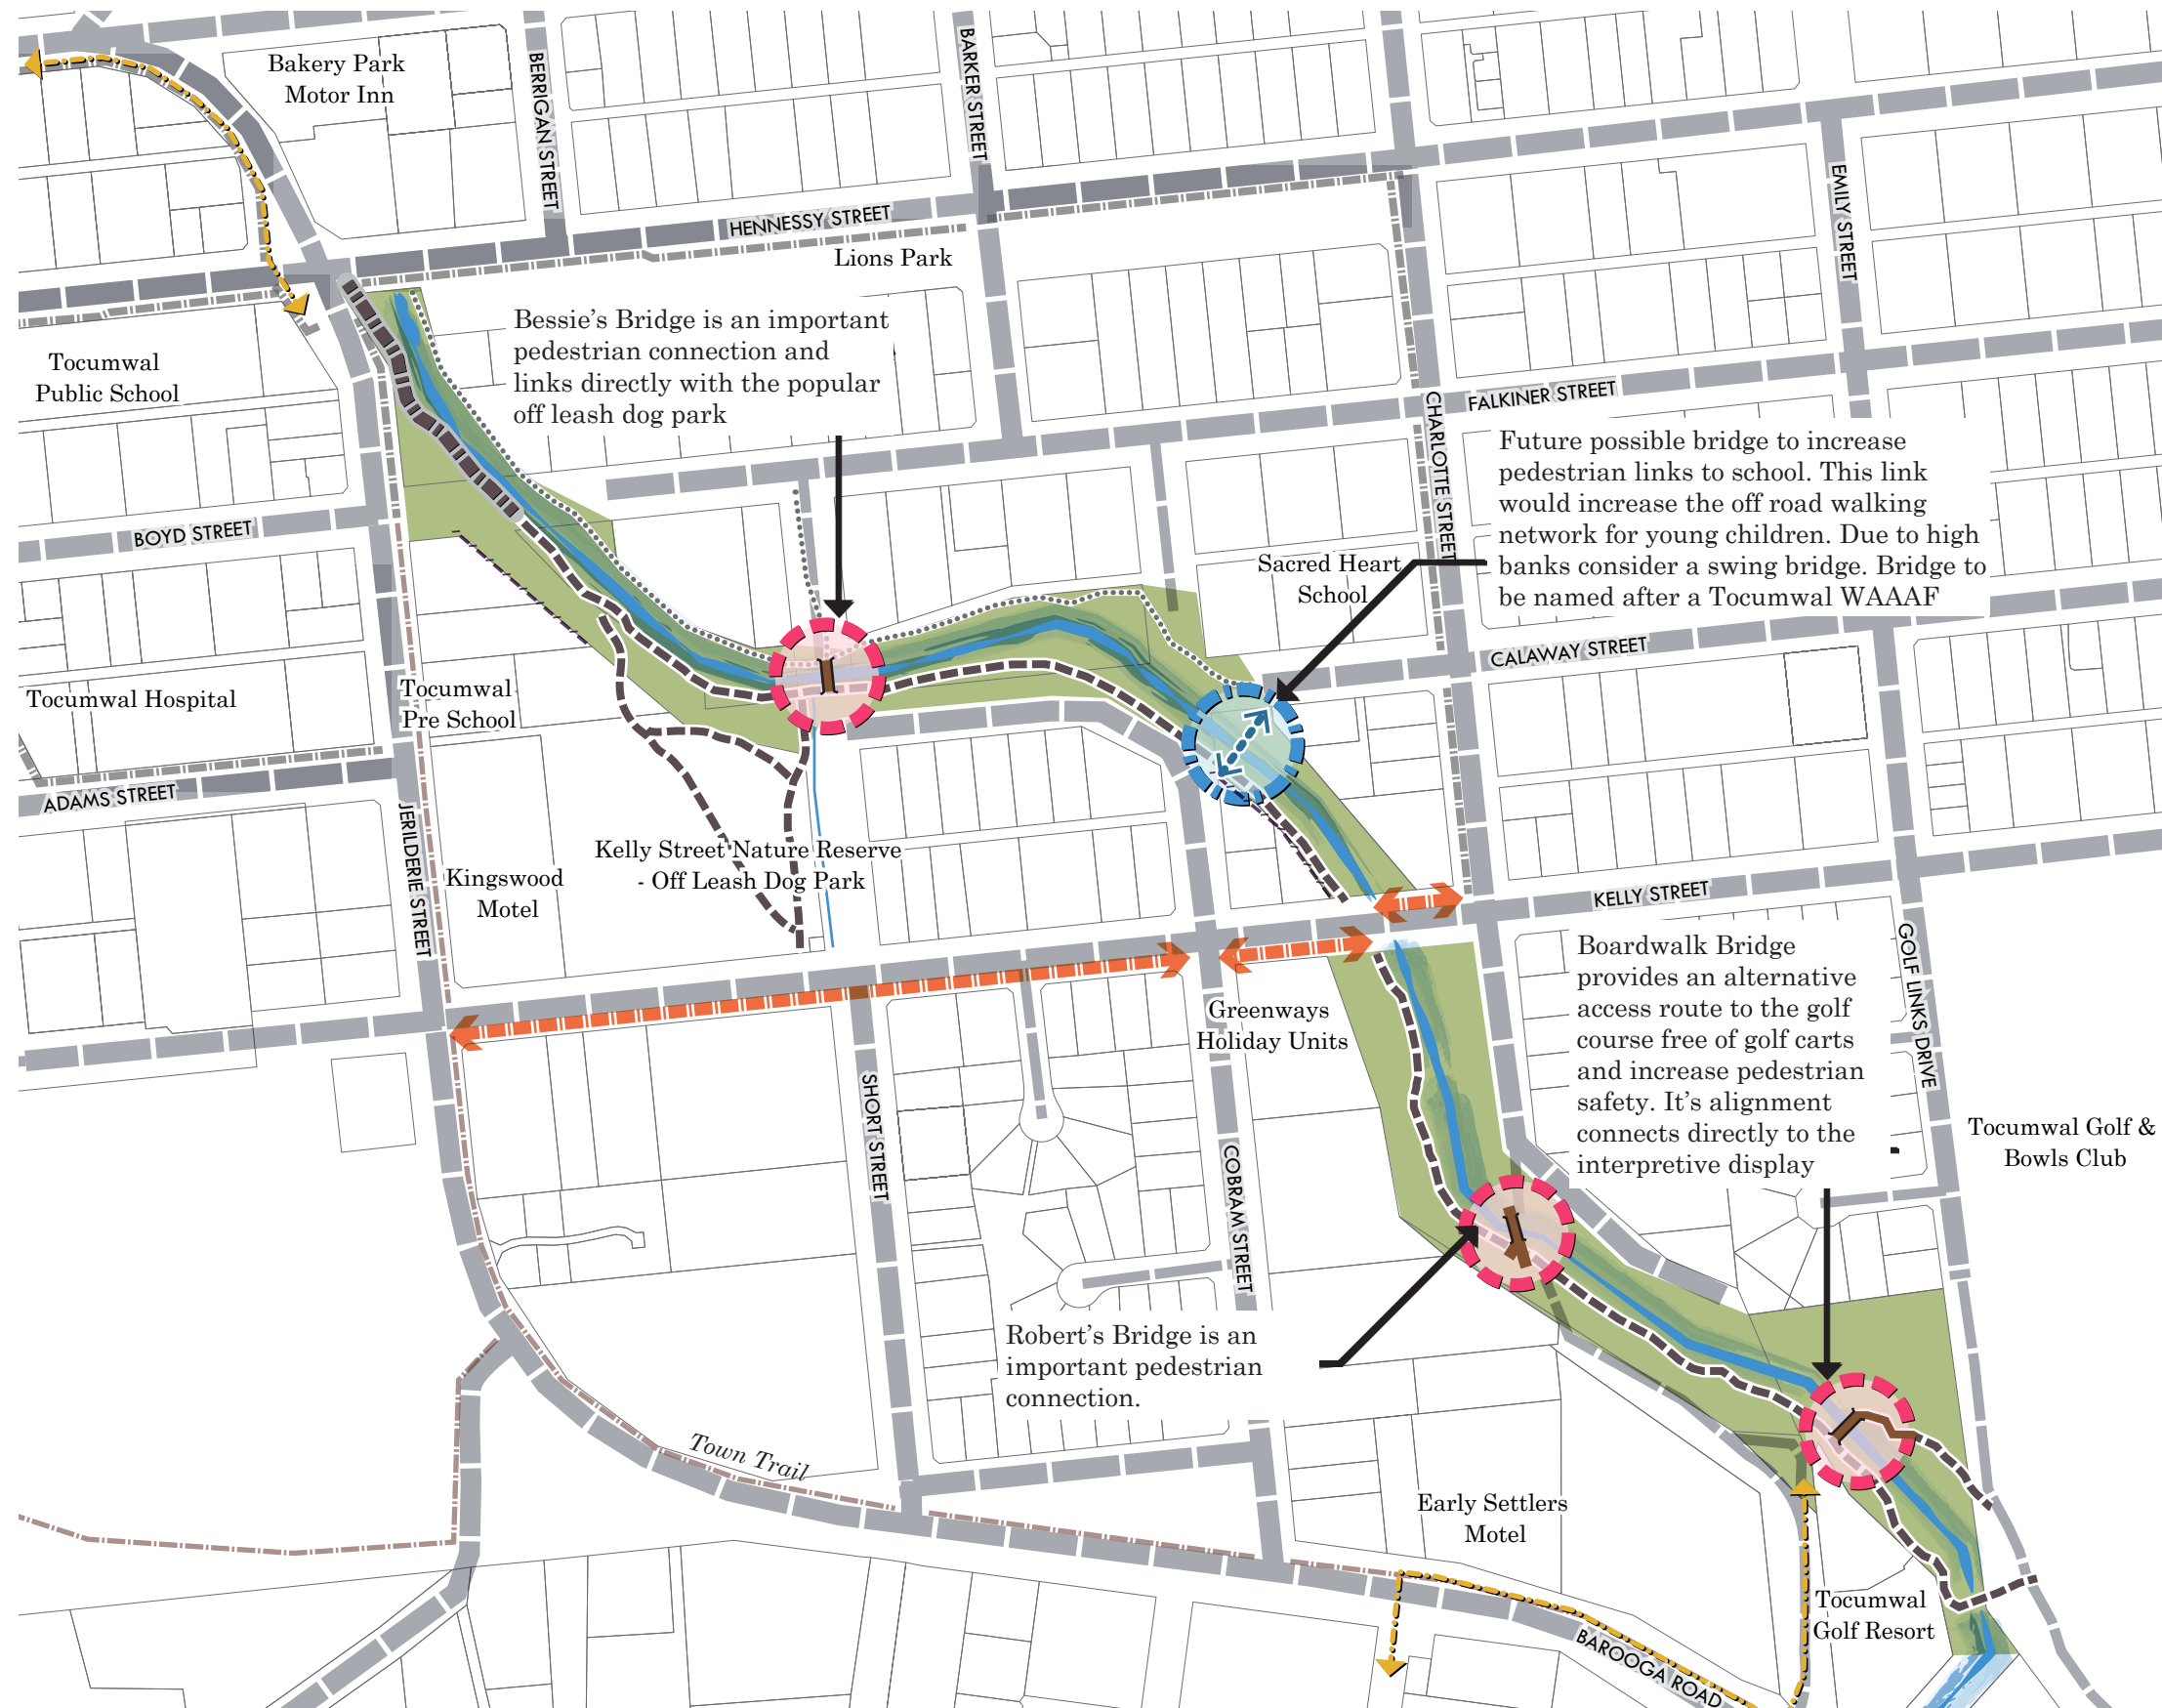 Bakery Park
Motor Inn
BERRIGAN STREET
BARKER STREET
HENNESSY STREET
Lions Park
EMILY STREET
Tocumwal
Public School
Bessie's Bridge is an important
pedestrian connection and
links directly with the popular
off leash dog park
CHARLOTTE STREET
FALKINER STREET
Future possible bridge to increase
pedestrian links to school. This link
would increase the off road walking
network for young children. Due to high
banks consider a swing bridge. Bridge to
be named after a Tocumwal WAAAF
BOYD STREET
Sacred Heart
School
CALAWAY STREET
Tocumwal Hospital
Tocumwal
Pre School
ADAMS STREET
JERILDERIE STREET
Kelly Street Nature Reserve
- Off Leash Dog Park
Kingswood
Motel
KELLY STREET
GOLF LINKS DRIVE
Boardwalk Bridge
provides an alternative
access route to the golf
course free of golf carts
and increase pedestrian
safety. It's alignment
connects directly to the
interpretive display
Greenways
Holiday Units
SHORT STREET
COBRAM STREET
Tocumwal Golf &
Bowls Club
Robert's Bridge is an
important pedestrian
connection.
Town Trail
Early Settlers
Motel
Tocumwal
Golf Resort
BAROOGA ROAD